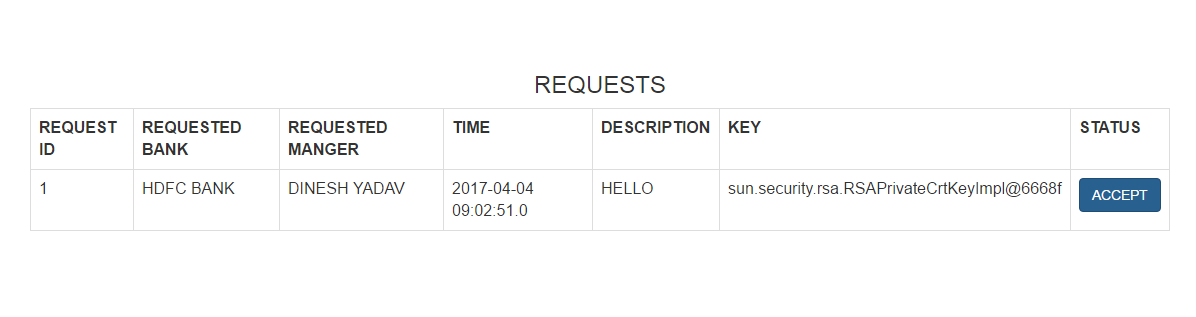 REQUESTS
REQUEST ID
REQUESTED BANK
REQUESTED MANGER
TIME
DESCRIPTION
KEY
STATUS
1
HDFC BANK
DINESH YADAV
2017-04-04 09:02:51.0
HELLO
sun.security.rsa.RSAPrivateCrtKeyImpl@6668f
ACCEPT